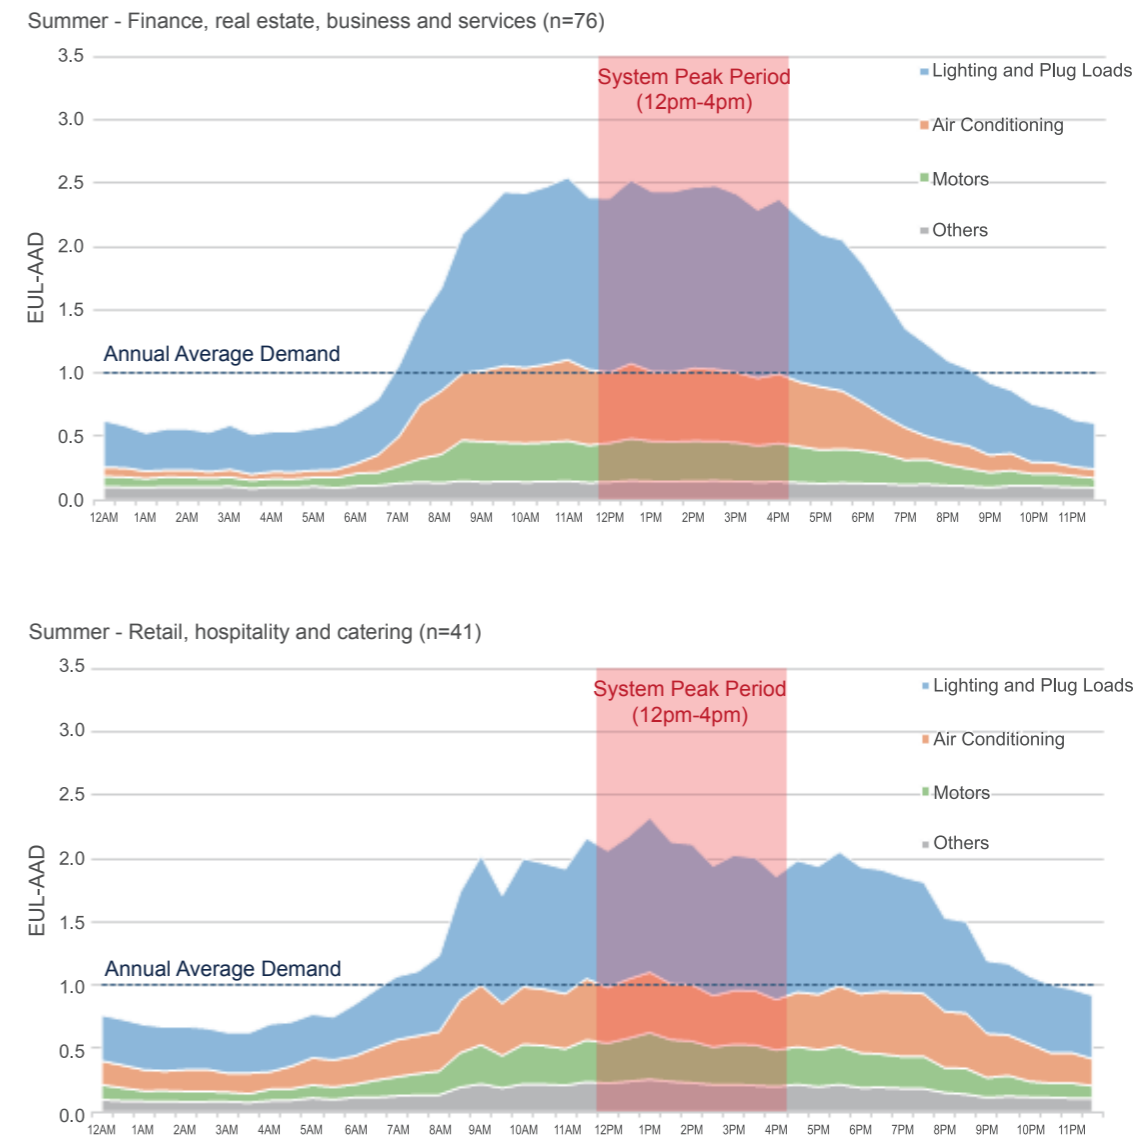 Summer - Finance, real estate, business and services (n=76)
3.5
System Peak Period
(12pm-4pm)
Lighting and Plug Loads
3.0
Air Conditioning
2.5
Motors
2.0
Others
EUL-AAD
1.5
Annual Average Demand
1.0
0.5
0.0
12AM 1AM 2AM 3AM 4AM 5AM 6AM 7AM 8AM 9AM 10AM 11AM 12PM 1PM 2PM 3PM 4PM 5PM 6PM 7PM 8PM 9PM 10PM 11PM
Summer - Retail, hospitality and catering (n=41)
3.5
System Peak Period
(12pm-4pm)
Lighting and Plug Loads
3.0
Air Conditioning
2.5
Motors
2.0
Others
EUL-AAD
1.5
Annual Average Demand
1.0
0.5
0.0
12AM 1AM 2AM 3AM 4AM 5AM 6AM 7AM 8AM 9AM 10AM 11AM 12PM 1PM 2PM 3PM 4PM 5PM 6PM 7PM 8PM 9PM 10PM 11PM